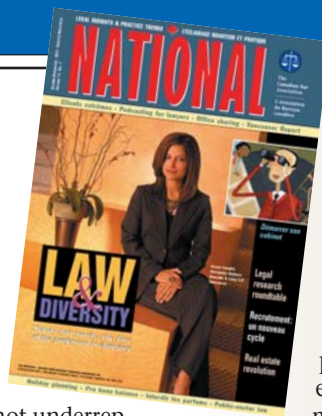 LEGAL INSIGHTS & PRACTICE TRENDS
L'ÉCLAIRAGE NOVATEUR ET PRATIQUE
NATIONAL
The
Canadian Bar
Association
L'Association
du Barreau
canadien
Clients extrêmes • Podcasting for lawyers • Office sharing • Vancouver Report
Démarrer son
cabinet
Legal
research
roundtable
Recrutement:
un nouveau
cycle
Real estate
revolution
LAW
&
DIVERSITY
Holiday planning • Pro bono balance • Interdit les parfums • Public-sector law
not underrep